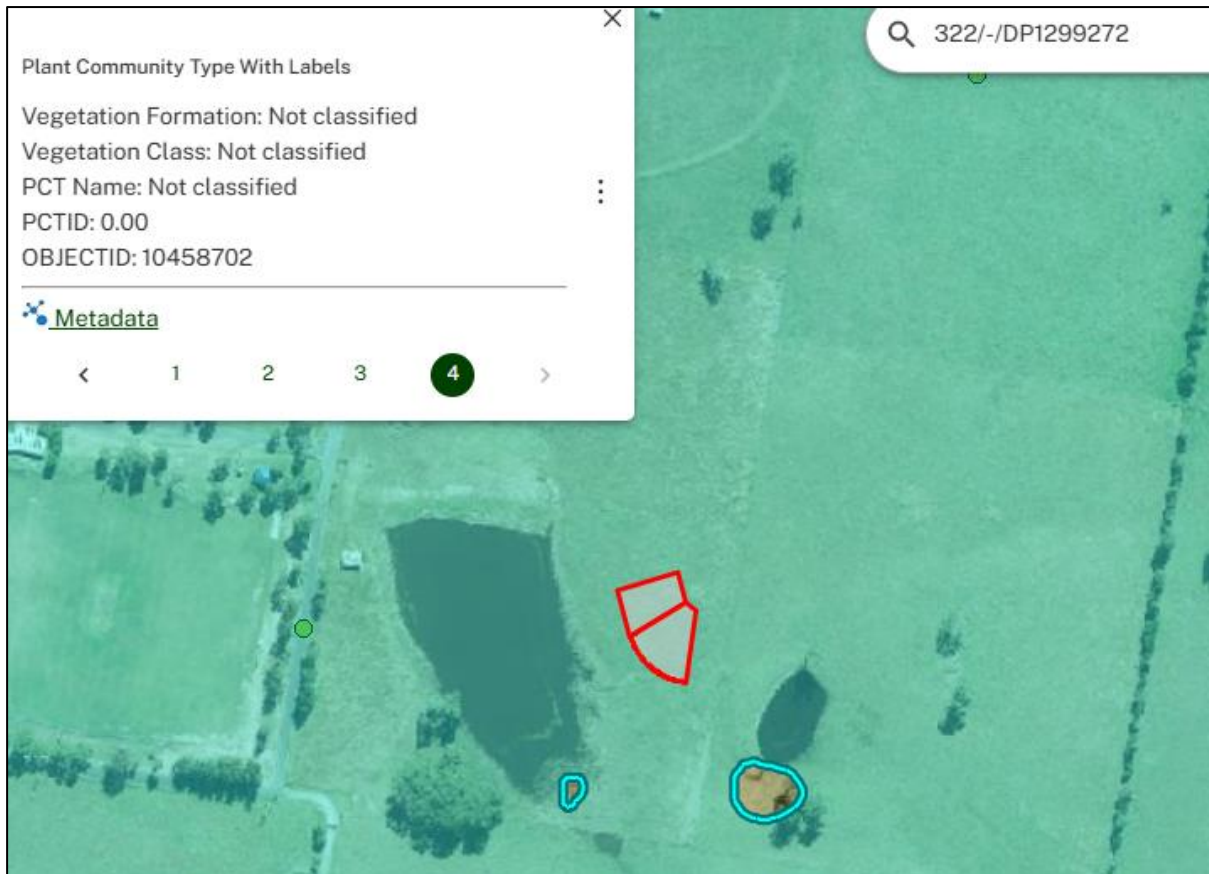 322/-/DP1299272
Plant Community Type With Labels
Vegetation Formation: Not classified
Vegetation Class: Not classified
PCT Name: Not classified
PCTID: 0.00
OBJECTID: 10458702
Metadata
1 2 3 4